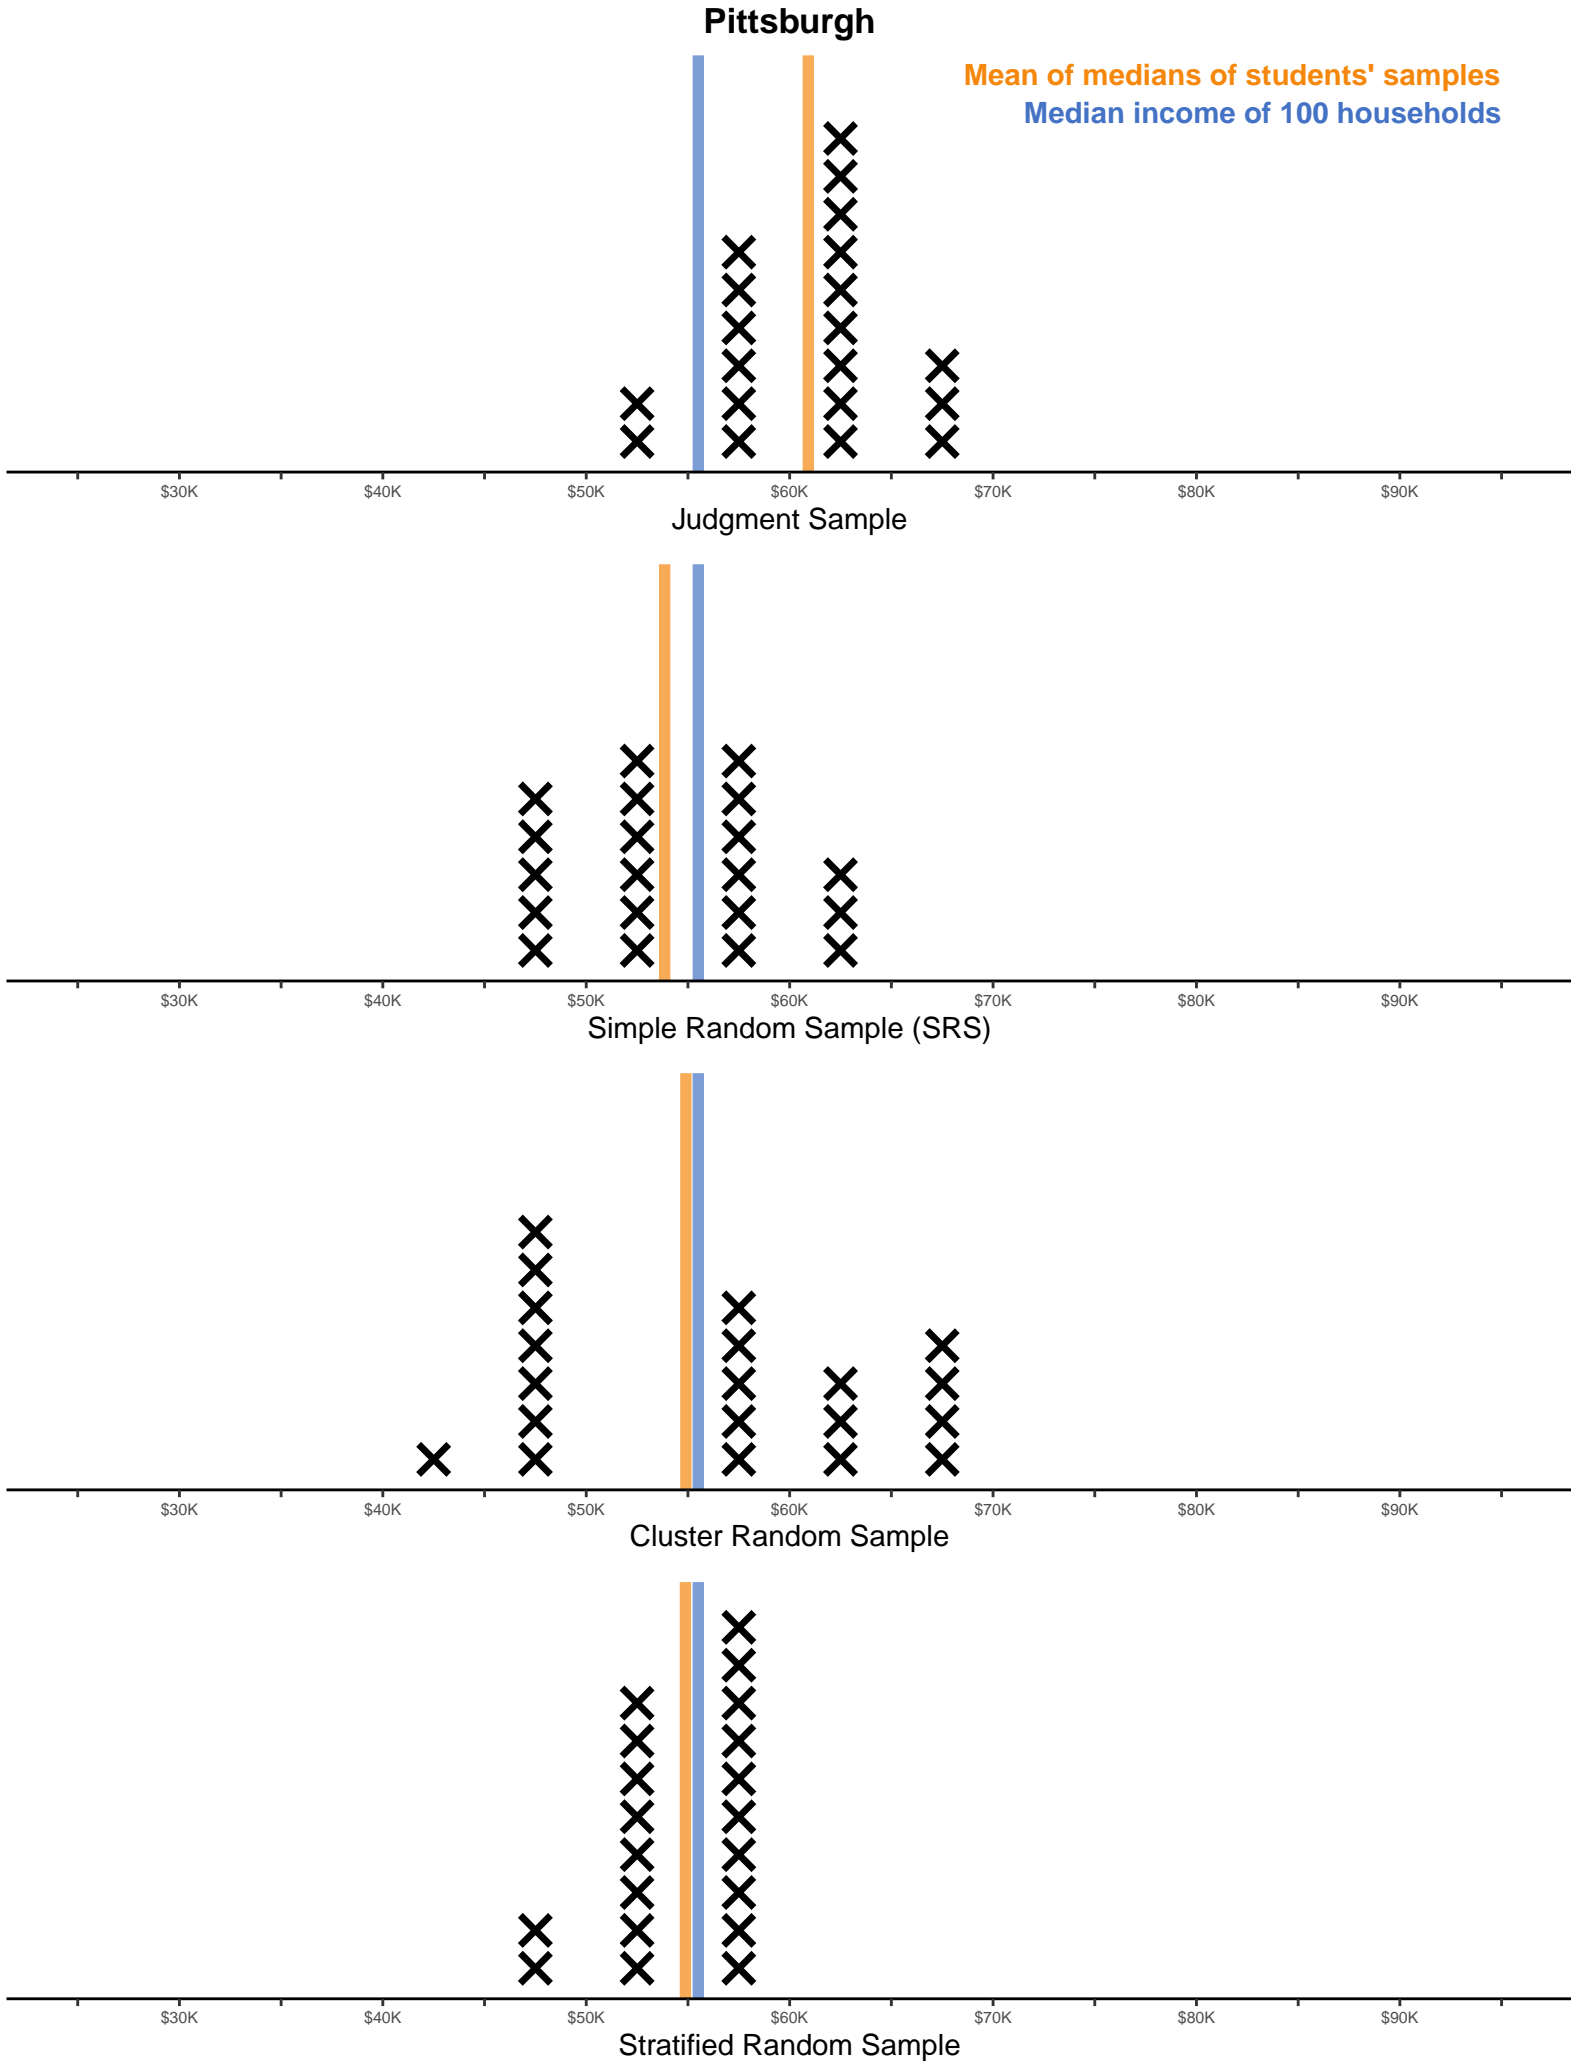 Pittsburgh
Mean of medians of students' samples
Median income of 100 households
$30K $40K $50K $60K $70K $80K $90K
Judgment Sample
$30K $40K $50K $60K $70K $80K $90K
Simple Random Sample (SRS)
$30K $40K $50K $60K $70K $80K $90K
Cluster Random Sample
$30K $40K $50K $60K $70K $80K $90K
Stratified Random Sample